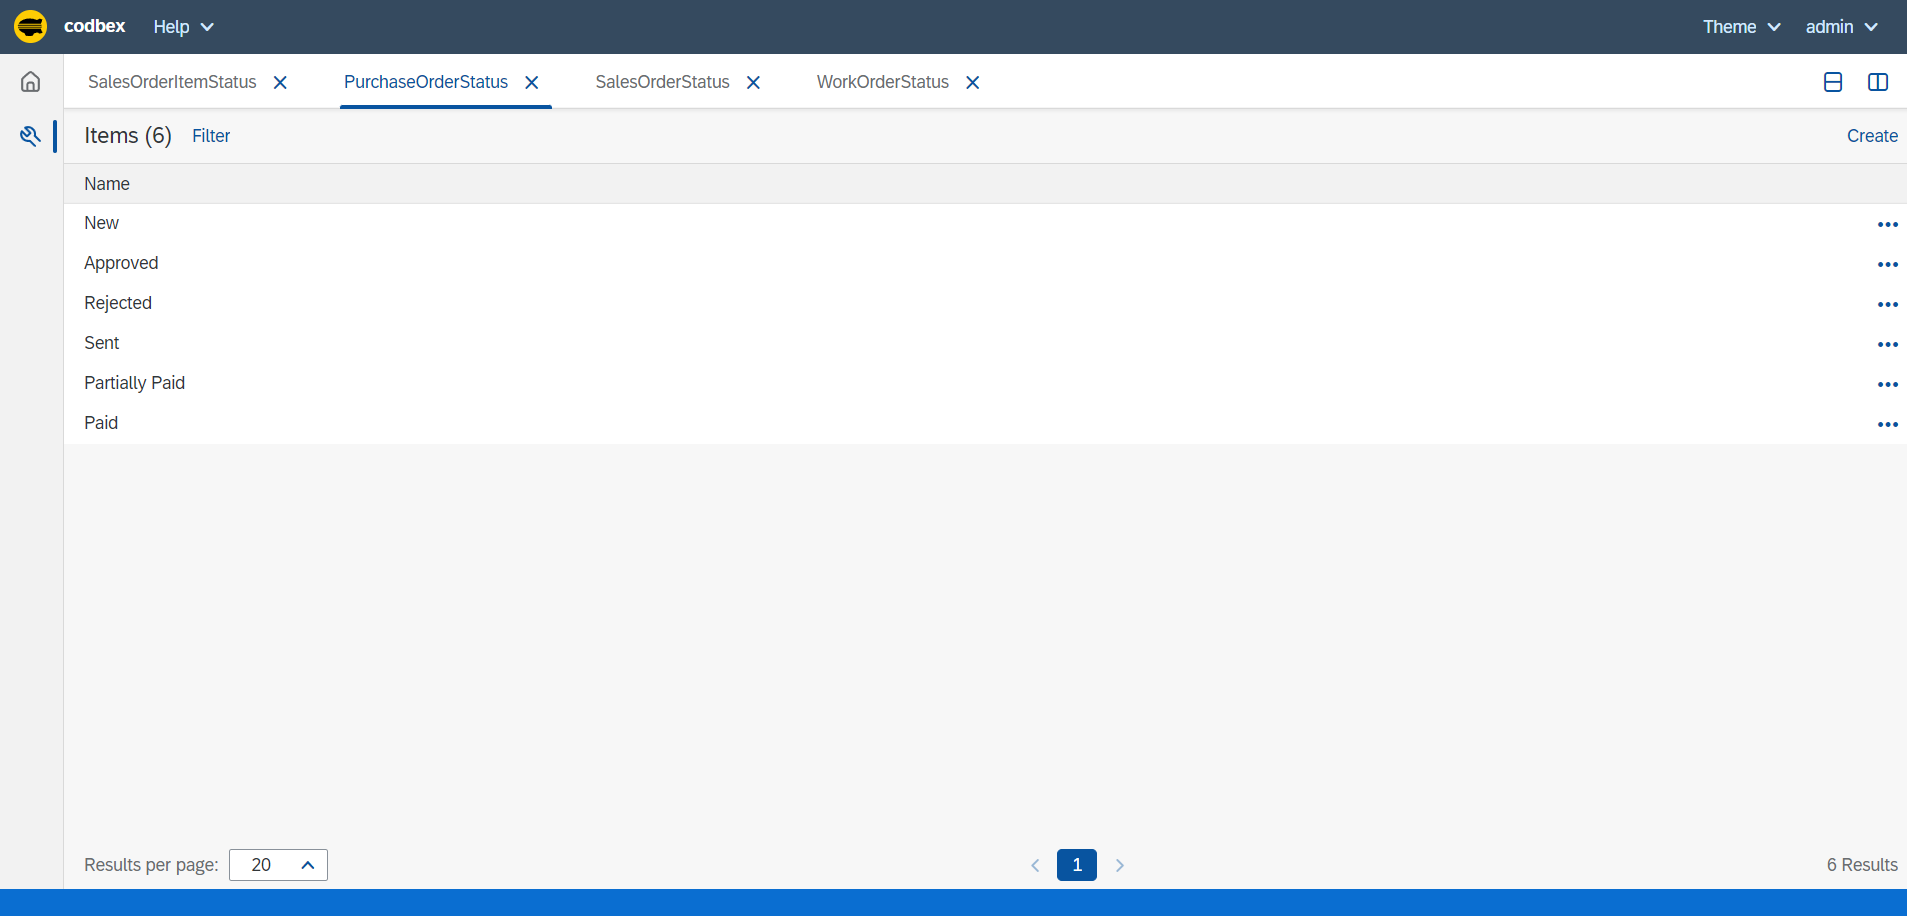 codbex Help Theme admin
SalesOrderItemStatus PurchaseOrderStatus SalesOrderStatus WorkOrderStatus
Items (6) Filter Create
Name
New
Approved
Rejected
Sent
Partially Paid
Paid
Results per page: 20 1 6 Results